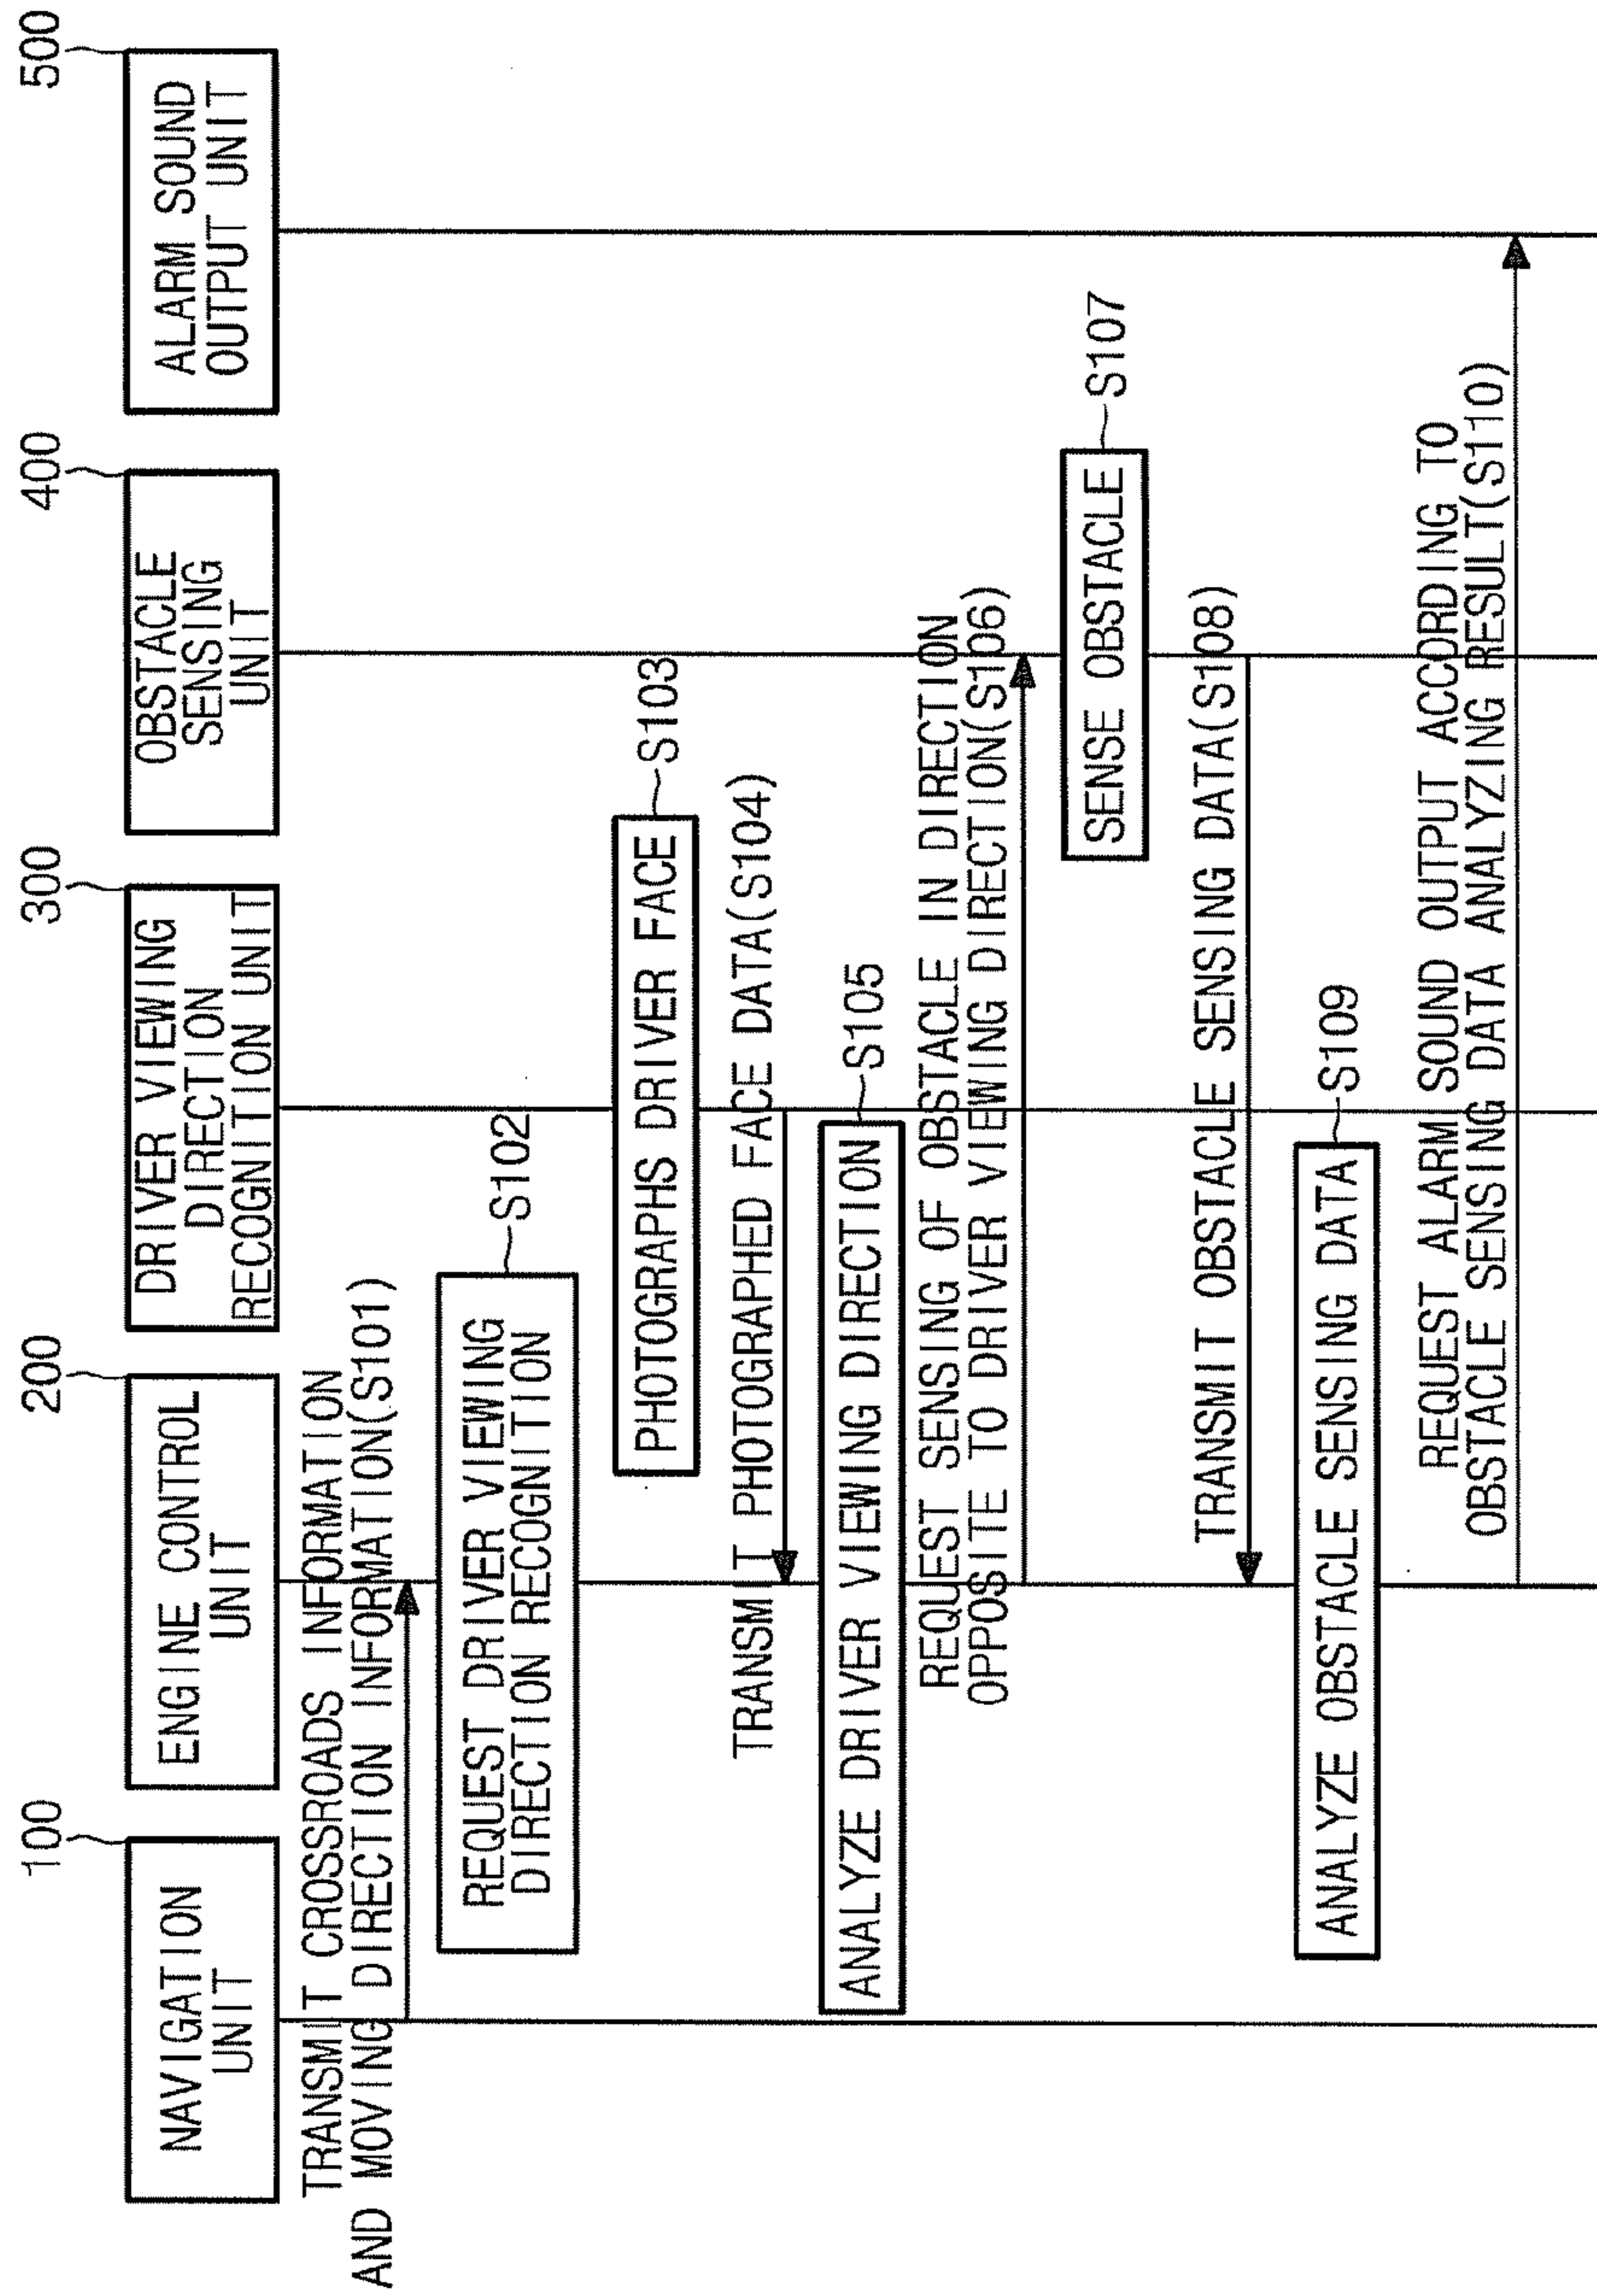 100
NAVIGATION
UNIT
200
ENGINE CONTROL
UNIT
300
DRIVER VIEWING
DIRECTION
RECOGNITION UNIT
400
OBSTACLE
SENSING
UNIT
500
ALARM SOUND
OUTPUT UNIT
TRANSMIT CROSSROADS INFORMATION
AND MOVING DIRECTION INFORMATION(S101)
REQUEST DRIVER VIEWING
DIRECTION RECOGNITION
S102
PHOTOGRAPHS DRIVER FACE
S103
TRANSMIT PHOTOGRAPHED FACE DATA(S104)
ANALYZE DRIVER VIEWING DIRECTION
S105
REQUEST SENSING OF OBSTACLE IN DIRECTION
OPPOSITE TO DRIVER VIEWING DIRECTION(S106)
SENSE OBSTACLE
S107
TRANSMIT OBSTACLE SENSING DATA(S108)
ANALYZE OBSTACLE SENSING DATA
S109
REQUEST ALARM SOUND OUTPUT ACCORDING TO
OBSTACLE SENSING DATA ANALYZING RESULT(S110)